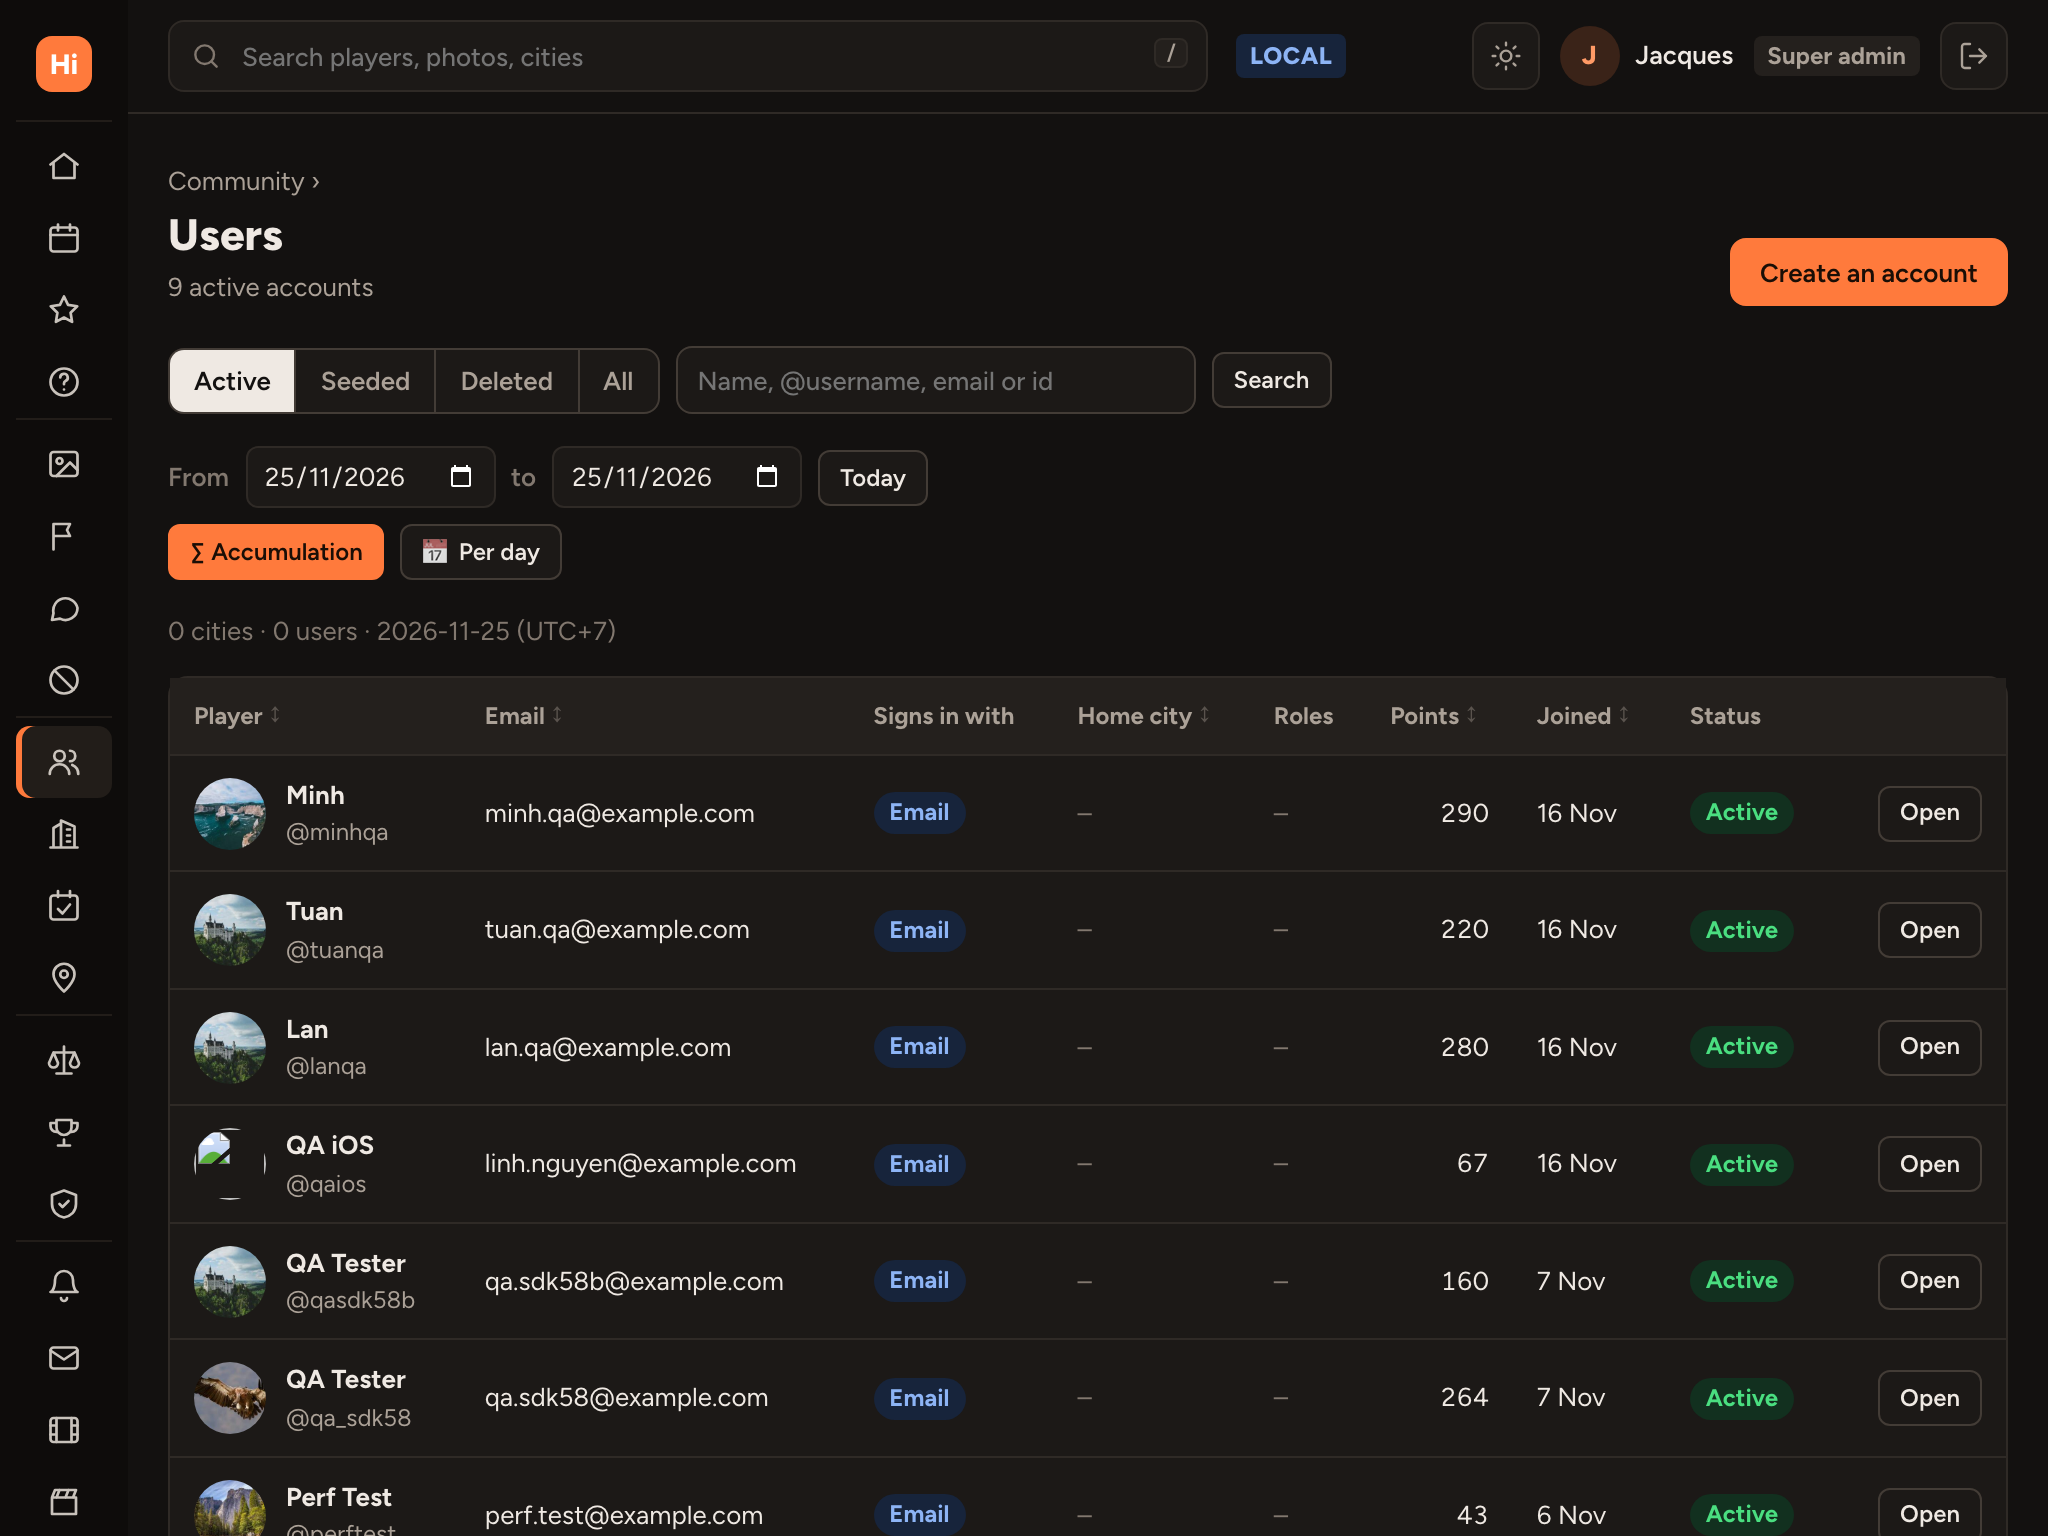 Hi
Search players, photos, cities /
LOCAL
J Jacques Super admin
Community ›
Users
9 active accounts
Create an account
Active Seeded Deleted All
Name, @username, email or id
Search
From 25/11/2026 to 25/11/2026 Today
∑ Accumulation
17 Per day
0 cities · 0 users · 2026-11-25 (UTC+7)
Player ↕ Email ↕ Signs in with Home city ↕ Roles Points ↕ Joined ↕ Status
Minh
@minhqa
minh.qa@example.com Email – – 290 16 Nov Active Open
Tuan
@tuanqa
tuan.qa@example.com Email – – 220 16 Nov Active Open
Lan
@lanqa
lan.qa@example.com Email – – 280 16 Nov Active Open
QA iOS
@qaios
linh.nguyen@example.com Email – – 67 16 Nov Active Open
QA Tester
@qasdk58b
qa.sdk58b@example.com Email – – 160 7 Nov Active Open
QA Tester
@qa_sdk58
qa.sdk58@example.com Email – – 264 7 Nov Active Open
Perf Test
@perftest
perf.test@example.com Email – – 43 6 Nov Active Open